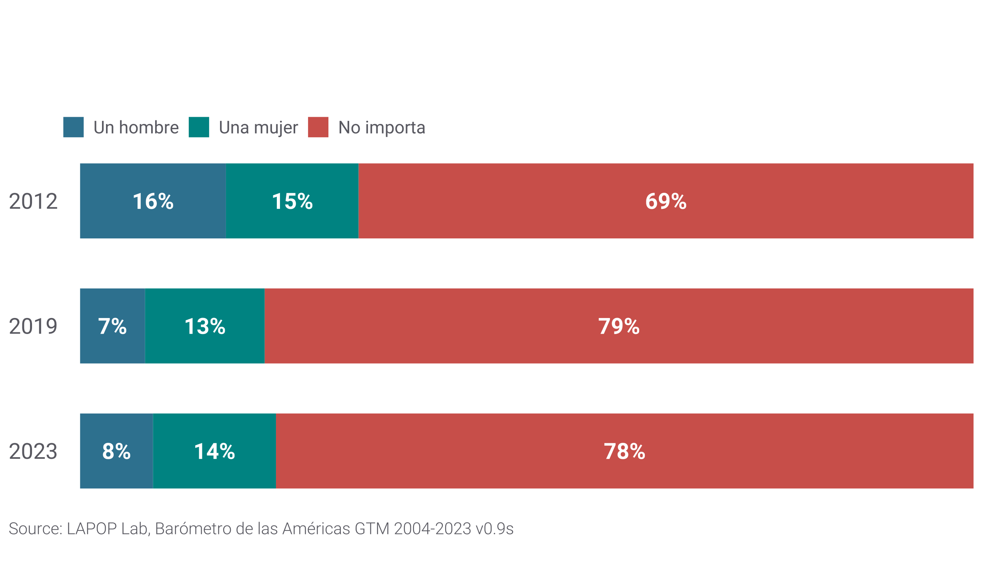 Un hombre Una mujer No importa
2012 16% 15% 69%
2019 7% 13% 79%
2023 8% 14% 78%
Source: LAPOP Lab, Barómetro de las Américas GTM 2004-2023 v0.9s